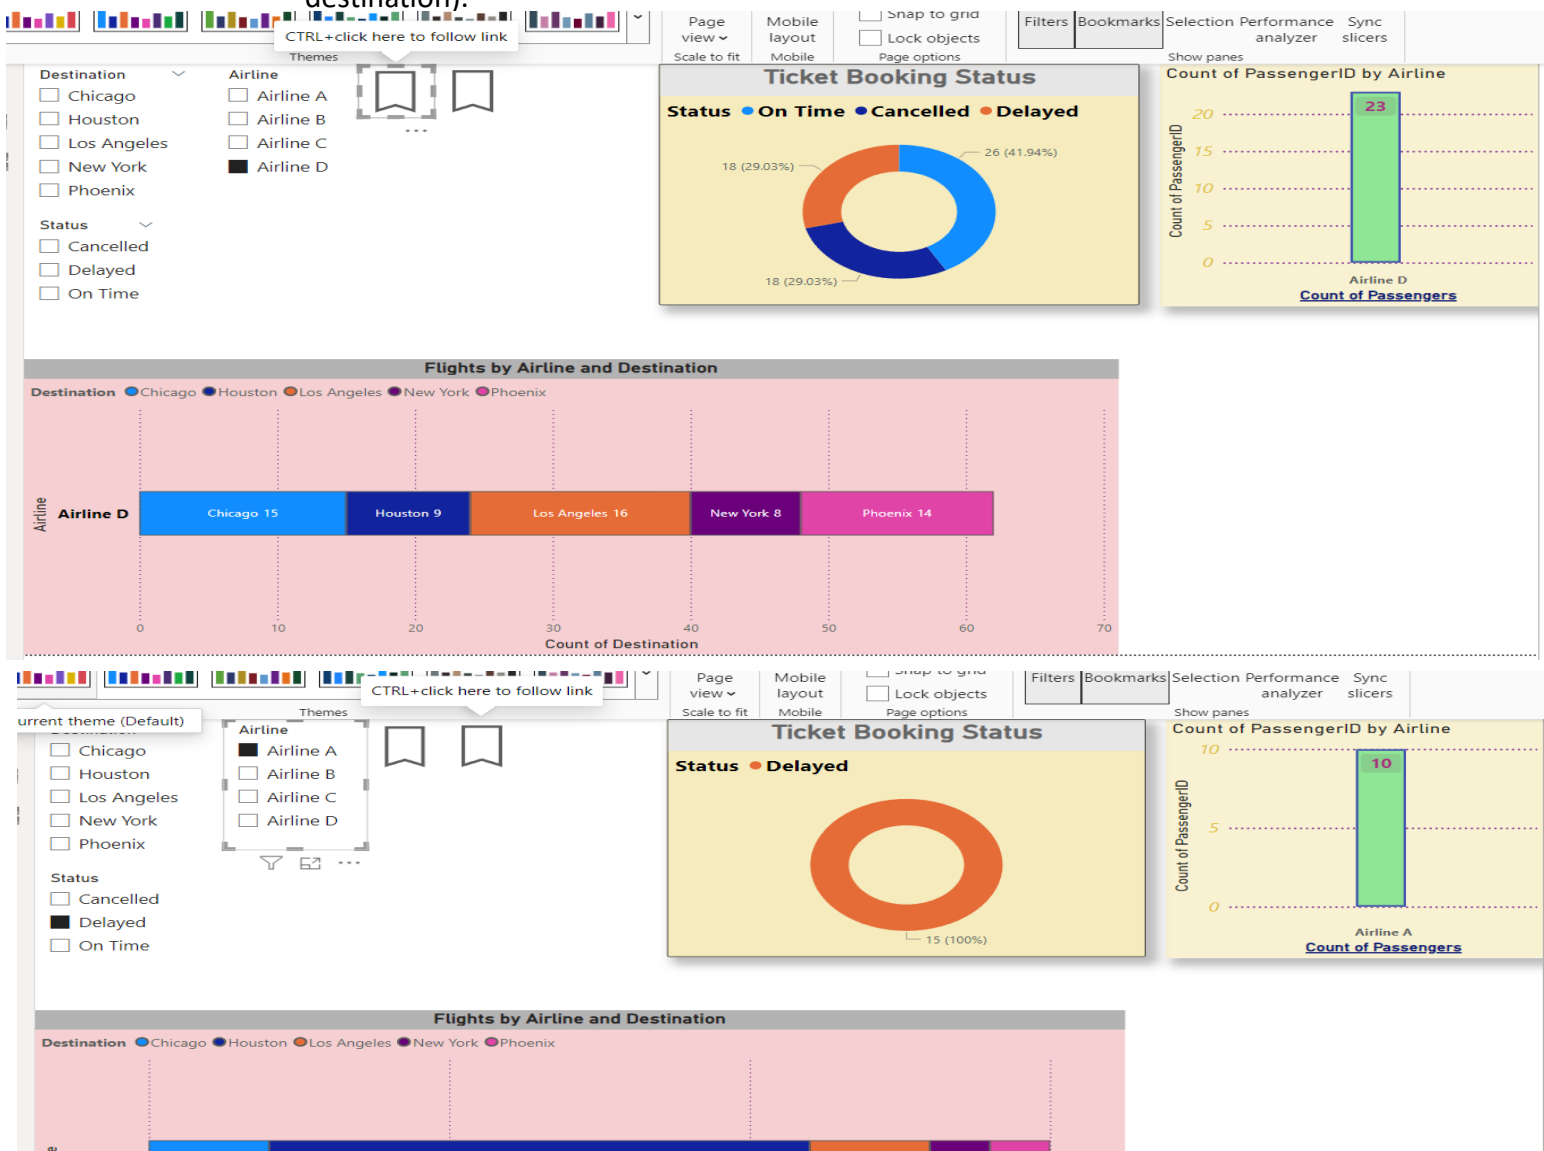 destination).
CTRL+click here to follow link
Themes
Page view
Scale to fit
Mobile layout
Mobile
Snap to grid
Lock objects
Page options
Filters
Bookmarks
Selection
Performance analyzer
Sync slicers
Show panes
Destination
Chicago
Houston
Los Angeles
New York
Phoenix
Airline
Airline A
Airline B
Airline C
Airline D
Status
Cancelled
Delayed
On Time
Ticket Booking Status
Status On Time Cancelled Delayed
26 (41.94%)
18 (29.03%)
18 (29.03%)
Count of PassengerID by Airline
Count of PassengerID
20
15
10
5
0
23
Airline D
Count of Passengers
Flights by Airline and Destination
Destination Chicago Houston Los Angeles New York Phoenix
Airline
Airline D
Chicago 15
Houston 9
Los Angeles 16
New York 8
Phoenix 14
0 10 20 30 40 50 60 70
Count of Destination
CTRL+click here to follow link
urrent theme (Default)
Themes
Page view
Scale to fit
Mobile layout
Mobile
Snap to grid
Lock objects
Page options
Filters
Bookmarks
Selection
Performance analyzer
Sync slicers
Show panes
Chicago
Houston
Los Angeles
New York
Phoenix
Airline
Airline A
Airline B
Airline C
Airline D
Status
Cancelled
Delayed
On Time
Ticket Booking Status
Status Delayed
15 (100%)
Count of PassengerID by Airline
Count of PassengerID
10
5
0
10
Airline A
Count of Passengers
Flights by Airline and Destination
Destination Chicago Houston Los Angeles New York Phoenix